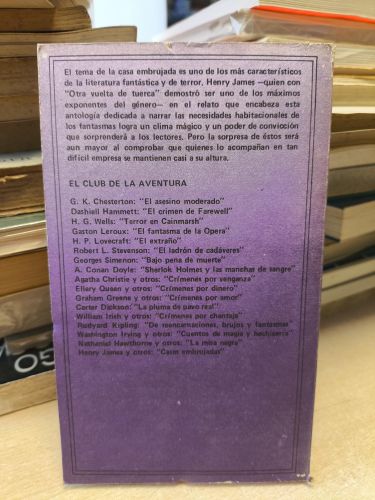 El tema de la casa embrujada es uno de los más característicos
de la literatura fantástica y de terror. Henry James —quien con
"Otra vuelta de tuerca" demostró ser uno de los máximos
exponentes del género— en el relato que encabeza esta
antología dedicada a narrar las necesidades habitacionales de
los fantasmas logra un clima mágico y un poder de convicción
que sorprenderá a los lectores. Pero la sorpresa de éstos será
aun mayor al comprobar que quienes lo acompañan en tan
difícil empresa se mantienen casi a su altura.
EL CLUB DE LA AVENTURA
G. K. Chesterton: "El asesino moderado"
Dashiell Hammett: "El crimen de Farewell"
H. G. Wells: "Terror en Cainmarsh"
Gaston Leroux: "El fantasma de la Opera"
H. P. Lovecraft: "El extraño"
Robert L. Stevenson: "El ladrón de cadáveres"
Georges Simenon: "Bajo pena de muerte"
A. Conan Doyle: "Sherlok Holmes y las manchas de sangre"
Agatha Christie y otros: "Crímenes por venganza"
Ellery Queen y otros: "Crímenes por dinero"
Graham Greene y otros: "Crímenes por amor"
Carter Dickson: "La pluma de pavo real"
William Irish y otros: "Crímenes por chantaje"
Rudyard Kipling: "De reencarnaciones, brujos y fantasmas"
Washington Irving y otros: "Cuentos de magia y hechicería"
Nathaniel Hawthorne y otros: "La mina negra"
Henry James y otros: "Casas embrujadas"